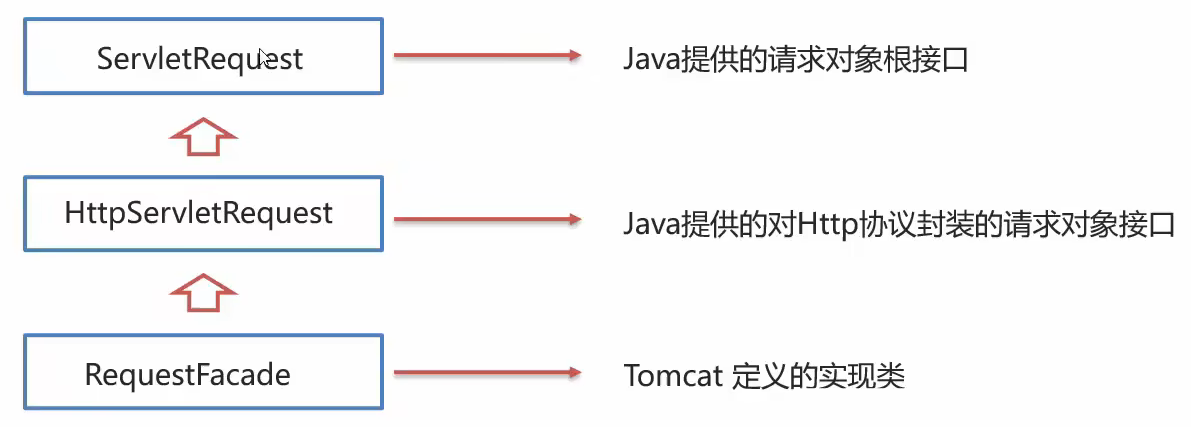 ServletRequest
Java提供的请求对象根接口
HttpServletRequest
Java提供的对Http协议封装的请求对象接口
RequestFacade
Tomcat 定义的实现类